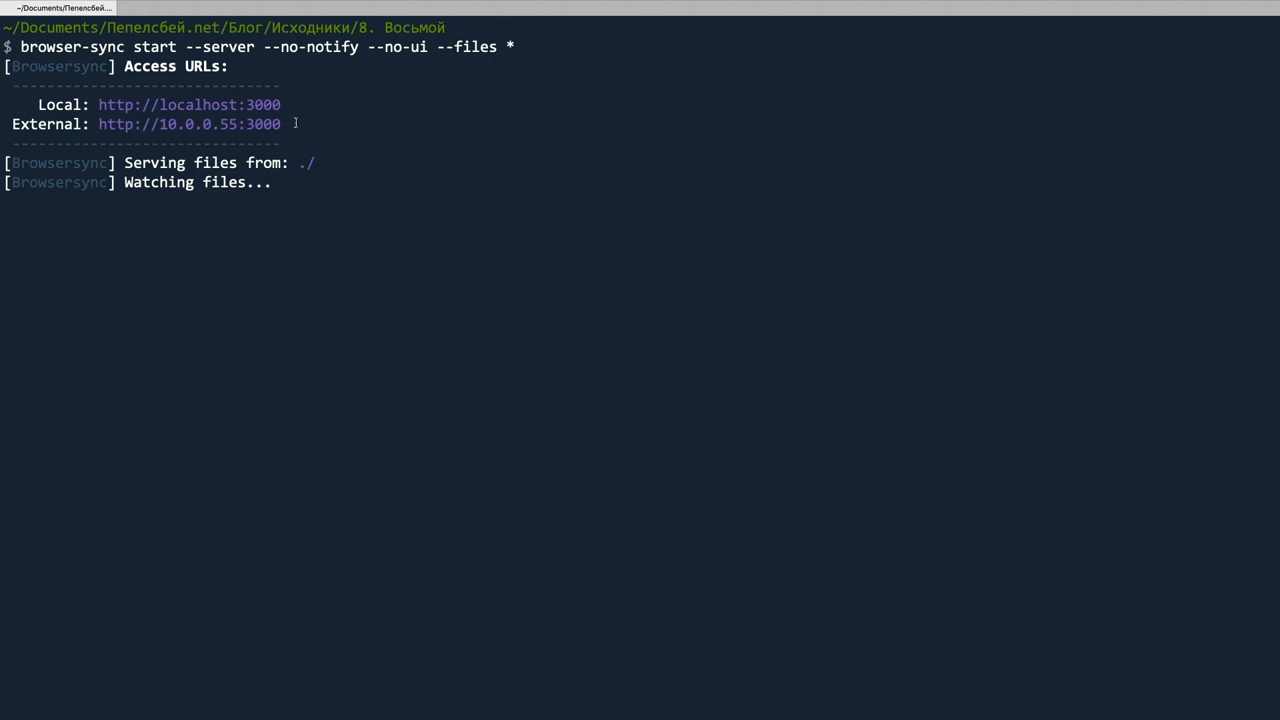 ~/Documents/Пепелсбей....
~/Documents/Пепелсбей.net/Блог/Исходники/8. Восьмой
$ browser-sync start --server --no-notify --no-ui --files *
[Browsersync] Access URLs:
-------------------------------
Local: http://localhost:3000
External: http://10.0.0.55:3000
-------------------------------
[Browsersync] Serving files from: ./
[Browsersync] Watching files...